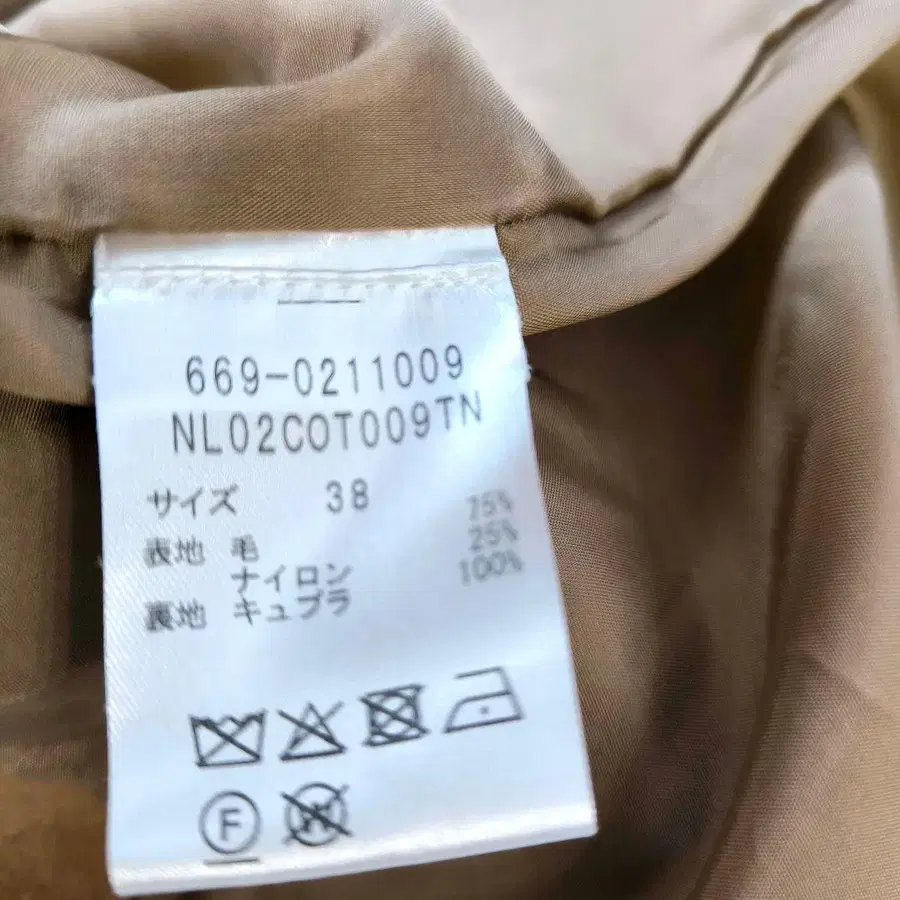 669-0211009
NL02COT009TN
サイズ 38
表地 毛 75%
ナイロン 25%
裏地 キュプラ 100%
F
W